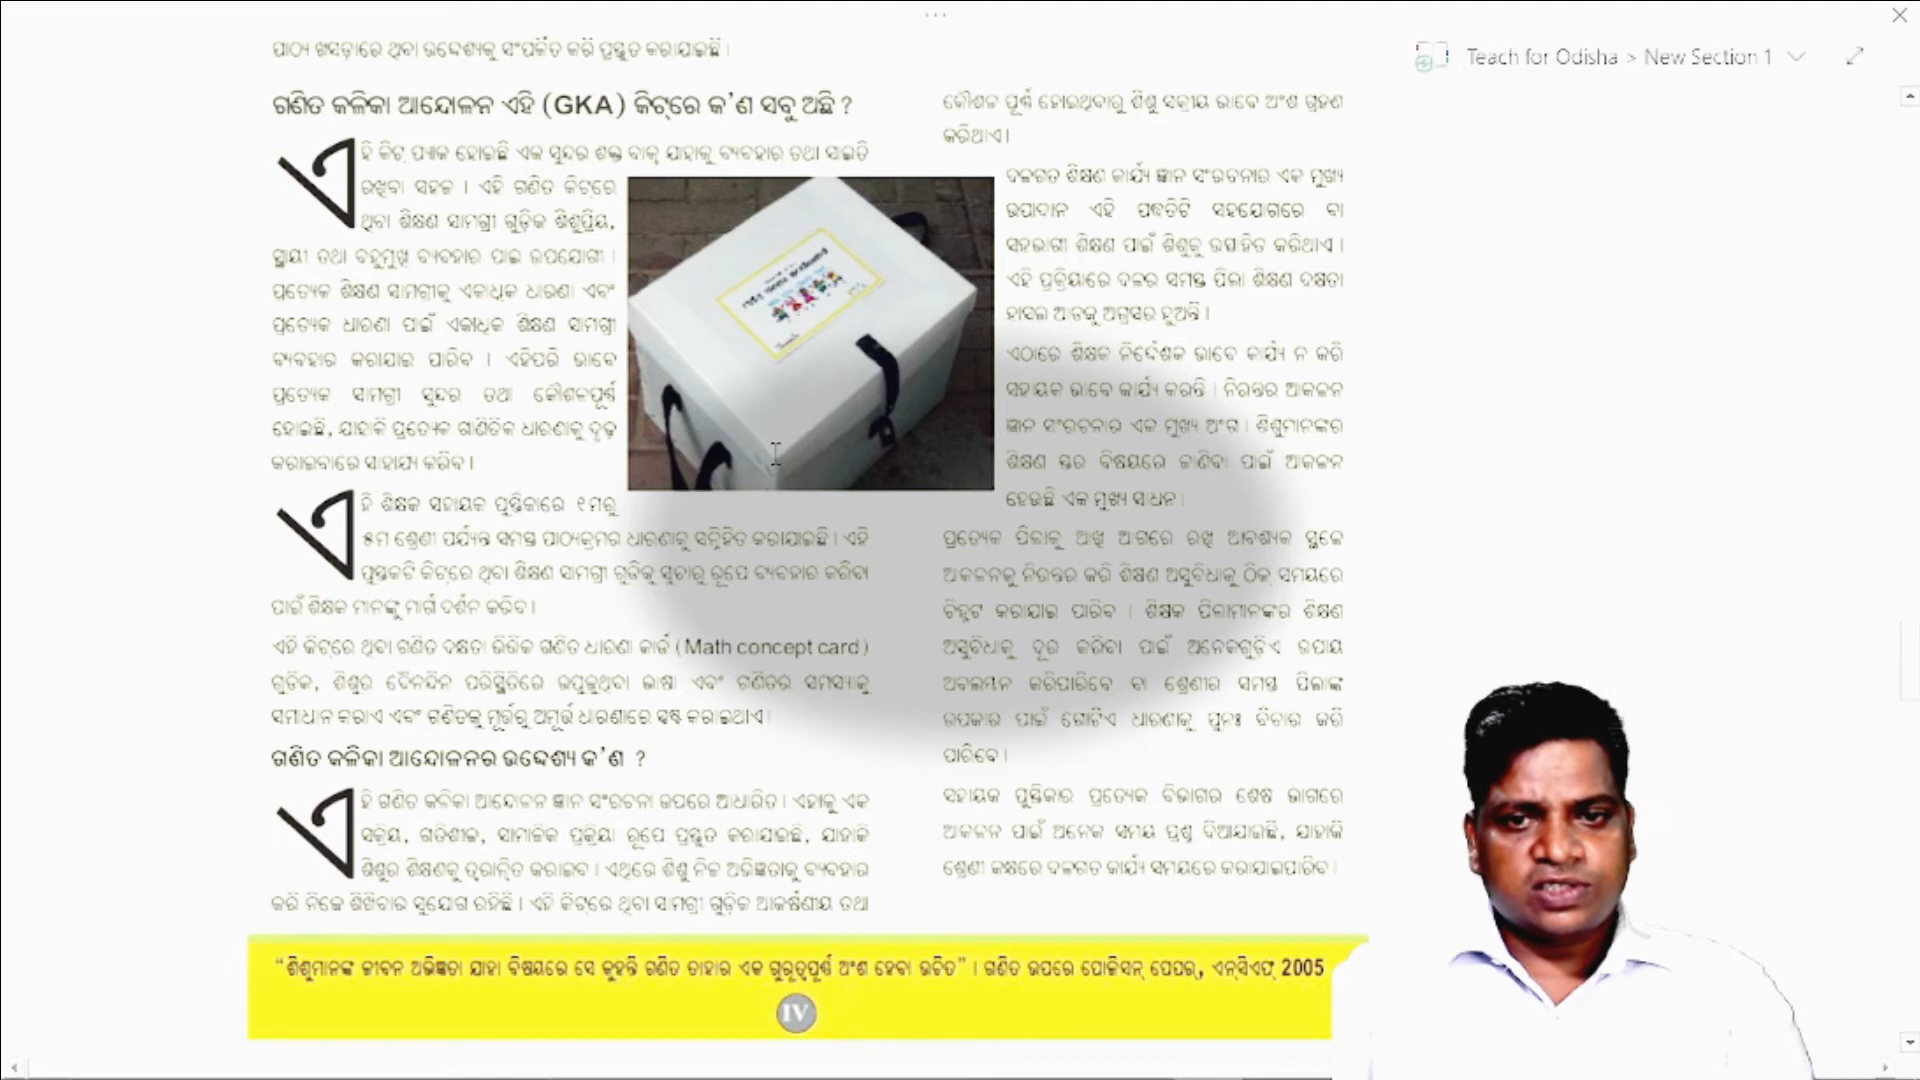 ପାଠ୍ୟ ଖସଡ଼ାରେ ଥିବା ଉଦ୍ଦେଶ୍ୟକୁ ସଂପର୍କିତ କରି ପ୍ରସ୍ତୁତ କରାଯାଇଛି ।
Teach for Odisha > New Section 1
ଗଣିତ କଳିକା ଆନ୍ଦୋଳନ ଏହି (GKA) କିଟ୍‌ରେ କ'ଣ ସବୁ ଅଛି ?
ଏହି କିଟ୍ ପ୍ୟାକ ହୋଇଛି ଏକ ସୁନ୍ଦର ଶକ୍ତ ବାକ୍ସ ଯାହାକୁ ବ୍ୟବହାର ତଥା ସାଇତି
ରଖିବା ସହଜ । ଏହି ଗଣିତ କିଟ୍‌ରେ
ଥିବା ଶିକ୍ଷଣ ସାମଗ୍ରୀ ଗୁଡ଼ିକ ଶିଶୁପ୍ରିୟ,
ସ୍ଥାୟୀ ତଥା ବହୁମୁଖୀ ବ୍ୟବହାର ପାଇଁ ଉପଯୋଗୀ ।
ପ୍ରତ୍ୟେକ ଶିକ୍ଷଣ ସାମଗ୍ରୀକୁ ଏକାଧିକ ଧାରଣା ଏବଂ
ପ୍ରତ୍ୟେକ ଧାରଣା ପାଇଁ ଏକାଧିକ ଶିକ୍ଷଣ ସାମଗ୍ରୀ
ବ୍ୟବହାର କରାଯାଇ ପାରିବ । ଏହିପରି ଭାବେ
ପ୍ରତ୍ୟେକ ସାମଗ୍ରୀ ସୁନ୍ଦର ତଥା କୌଶଳପୂର୍ଣ୍ଣ
ହୋଇଛି, ଯାହାକି ପ୍ରତ୍ୟେକ ଗାଣିତିକ ଧାରଣାକୁ ଦୃଢ଼
କରାଇବାରେ ସାହାଯ୍ୟ କରିବ ।
ଏହି ଶିକ୍ଷକ ସହାୟକ ପୁସ୍ତିକାରେ ୧ମରୁ
୫ମ ଶ୍ରେଣୀ ପର୍ଯ୍ୟନ୍ତ ସମସ୍ତ ପାଠ୍ୟକ୍ରମର ଧାରଣାକୁ ସନ୍ନିହିତ କରାଯାଇଛି । ଏହି
ପୁସ୍ତକଟି କିଟ୍‌ରେ ଥିବା ଶିକ୍ଷଣ ସାମଗ୍ରୀ ଗୁଡ଼ିକୁ ସୁଚାରୁ ରୂପେ ବ୍ୟବହାର କରିବା
ପାଇଁ ଶିକ୍ଷକ ମାନଙ୍କୁ ମାର୍ଗ ଦର୍ଶନ କରିବ ।
ଏହି କିଟ୍‌ରେ ଥିବା ଗଣିତ ଦକ୍ଷତା ଭିତ୍ତିକ ଗଣିତ ଧାରଣା କାର୍ଡ (Math concept card)
ଗୁଡ଼ିକ, ଶିଶୁର ଦୈନନ୍ଦିନ ପରିସ୍ଥିତିରେ ଉପୁଜୁଥିବା ଭାଷା ଏବଂ ଗଣିତର ସମସ୍ୟାକୁ
ସମାଧାନ କରାଏ ଏବଂ ଗଣିତକୁ ମୂର୍ତ୍ତରୁ ଅମୂର୍ତ୍ତ ଧାରଣାରେ ସ୍ପଷ୍ଟ କରାଇଥାଏ ।
ଗଣିତ କଳିକା ଆନ୍ଦୋଳନର ଉଦ୍ଦେଶ୍ୟ କ'ଣ ?
ଏହି ଗଣିତ କଳିକା ଆନ୍ଦୋଳନ ଜ୍ଞାନ ସଂରଚନା ଉପରେ ଆଧାରିତ । ଏହାକୁ ଏକ
ସକ୍ରିୟ, ଗତିଶୀଳ, ସାମାଜିକ ପ୍ରକ୍ରିୟା ରୂପେ ପ୍ରସ୍ତୁତ କରାଯାଇଛି, ଯାହାକି
ଶିଶୁର ଶିକ୍ଷଣକୁ ତ୍ୱରାନ୍ୱିତ କରାଇବ । ଏଥିରେ ଶିଶୁ ନିଜ ଅଭିଜ୍ଞତାକୁ ବ୍ୟବହାର
କରି ନିଜେ ଶିଖିବାର ସୁଯୋଗ ରହିଛି । ଏହି କିଟ୍‌ରେ ଥିବା ସାମଗ୍ରୀ ଗୁଡ଼ିକ ଆକର୍ଷଣୀୟ ତଥା
କୌଶଳ ପୂର୍ଣ୍ଣ ହୋଇଥିବାରୁ ଶିଶୁ ସକ୍ରୀୟ ଭାବେ ଅଂଶ ଗ୍ରହଣ
କରିଥାଏ ।
ଦଳଗତ ଶିକ୍ଷଣ କାର୍ଯ୍ୟ ଜ୍ଞାନ ସଂରଚନାର ଏକ ମୁଖ୍ୟ
ଉପାଦାନ ଏହି ପଦ୍ଧତିଟି ସହଯୋଗରେ ବା
ସହଭାଗୀ ଶିକ୍ଷଣ ପାଇଁ ଶିଶୁକୁ ଉତ୍ସାହିତ କରିଥାଏ ।
ଏହି ପ୍ରକ୍ରିୟାରେ ଦଳର ସମସ୍ତ ପିଲା ଶିକ୍ଷଣ ଦକ୍ଷତା
ହାସଲ ଆଡକୁ ଅଗ୍ରସର ହୁଅନ୍ତି ।
ଏଠାରେ ଶିକ୍ଷକ ନିର୍ଦ୍ଦେଶକ ଭାବେ କାର୍ଯ୍ୟ ନ କରି
ସହାୟକ ଭାବେ କାର୍ଯ୍ୟ କରନ୍ତି । ନିରନ୍ତର ଆକଳନ
ଜ୍ଞାନ ସଂରଚନାର ଏକ ମୁଖ୍ୟ ଅଂଗ । ଶିଶୁମାନଙ୍କର
ଶିକ୍ଷଣ ସ୍ତର ବିଷୟରେ ଜାଣିବା ପାଇଁ ଆକଳନ
ହେଉଛି ଏକ ମୁଖ୍ୟ ସାଧନ ।
ପ୍ରତ୍ୟେକ ପିଲାକୁ ଆଖି ଆଗରେ ରଖି ଆବଶ୍ୟକ ସ୍ଥଳେ
ଆକଳନକୁ ନିରନ୍ତର କରି ଶିକ୍ଷଣ ଅସୁବିଧାକୁ ଠିକ୍ ସମୟରେ
ଚିହ୍ନଟ କରାଯାଇ ପାରିବ । ଶିକ୍ଷକ ପିଲାମାନଙ୍କର ଶିକ୍ଷଣ
ଅସୁବିଧାକୁ ଦୂର କରିବା ପାଇଁ ଅନେକଗୁଡ଼ିଏ ଉପାୟ
ଅବଲମ୍ବନ କରିପାରିବେ ବା ଶ୍ରେଣୀର ସମସ୍ତ ପିଲାଙ୍କ
ଉପକାର ପାଇଁ ଗୋଟିଏ ଧାରଣାକୁ ପୁନଃ ବିଚାର କରି
ପାରିବେ ।
ସହାୟକ ପୁସ୍ତିକାର ପ୍ରତ୍ୟେକ ବିଭାଗର ଶେଷ ଭାଗରେ
ଆକଳନ ପାଇଁ ଅନେକ ସମୟ ପ୍ରଶ୍ନ ଦିଆଯାଇଛି, ଯାହାକି
ଶ୍ରେଣୀ କକ୍ଷରେ ଦଳଗତ କାର୍ଯ୍ୟ ସମୟରେ କରାଯାଇପାରିବ ।
"ଶିଶୁମାନଙ୍କ ଜୀବନ ଅଭିଜ୍ଞତା ଯାହା ବିଷୟରେ ସେ କୁହନ୍ତି ଗଣିତ ତାହାର ଏକ ଗୁରୁତ୍ୱପୂର୍ଣ୍ଣ ଅଂଶ ହେବା ଉଚିତ" । ଗଣିତ ଉପରେ ପୋଜିସନ୍ ପେପର୍, ଏନ୍‌ସିଏଫ୍ 2005
IV